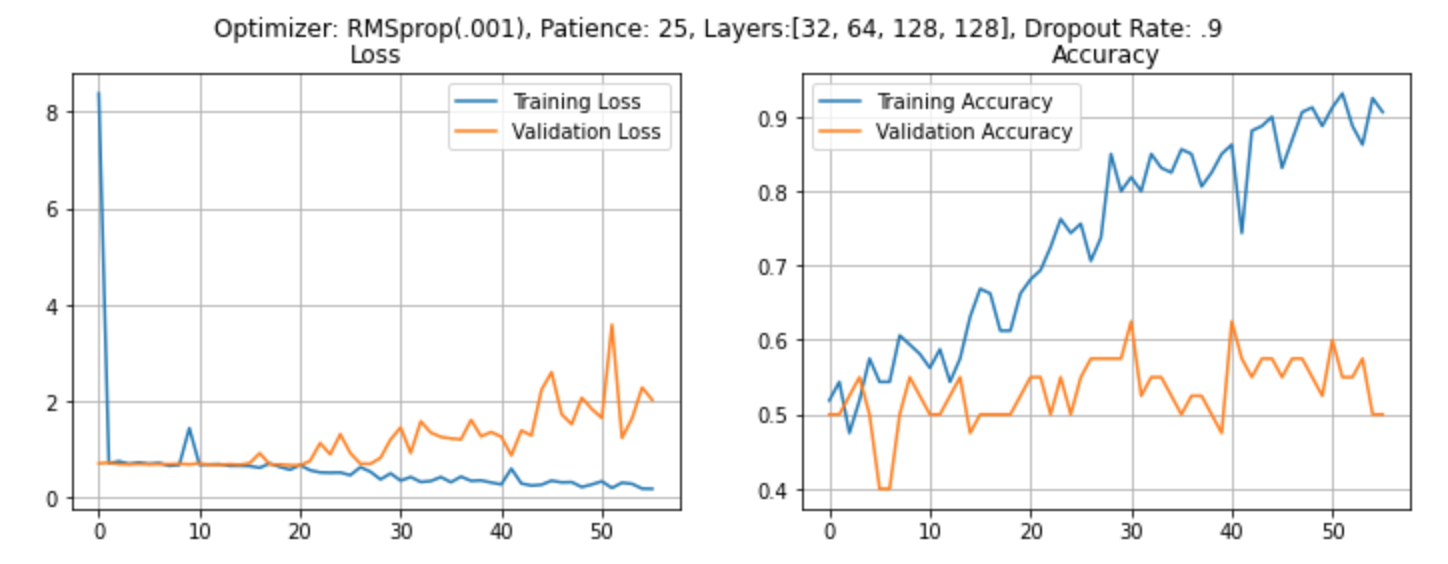 Optimizer: RMSprop(.001), Patience: 25, Layers:[32, 64, 128, 128], Dropout Rate: .9
Loss
Accuracy
Training Loss
Validation Loss
8
6
4
2
0
0 10 20 30 40 50
Training Accuracy
Validation Accuracy
0.9
0.8
0.7
0.6
0.5
0.4
0 10 20 30 40 50